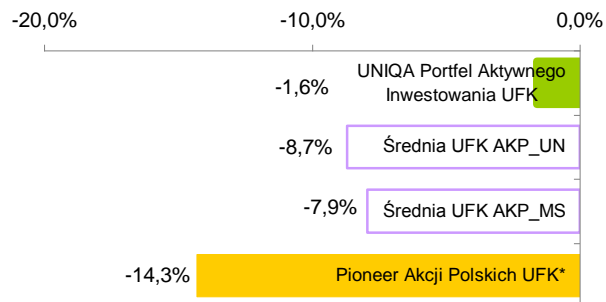 -20,0% -10,0% 0,0%
UNIQA Portfel Aktywnego
-1,6% Inwestowania UFK
-8,7% Średnia UFK AKP_UN
-7,9% Średnia UFK AKP_MS
-14,3% Pioneer Akcji Polskich UFK*